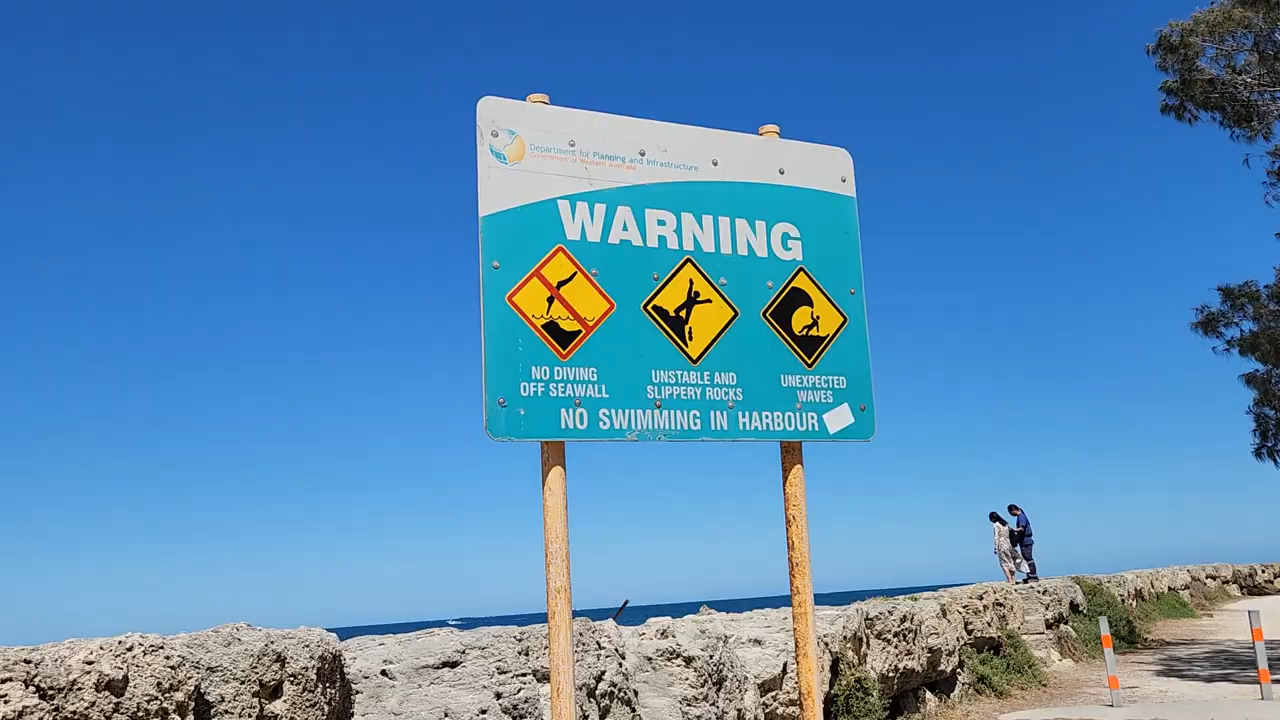 Department for Planning and Infrastructure
Government of Western Australia
WARNING
NO DIVING
OFF SEAWALL
UNSTABLE AND
SLIPPERY ROCKS
UNEXPECTED
WAVES
NO SWIMMING IN HARBOUR